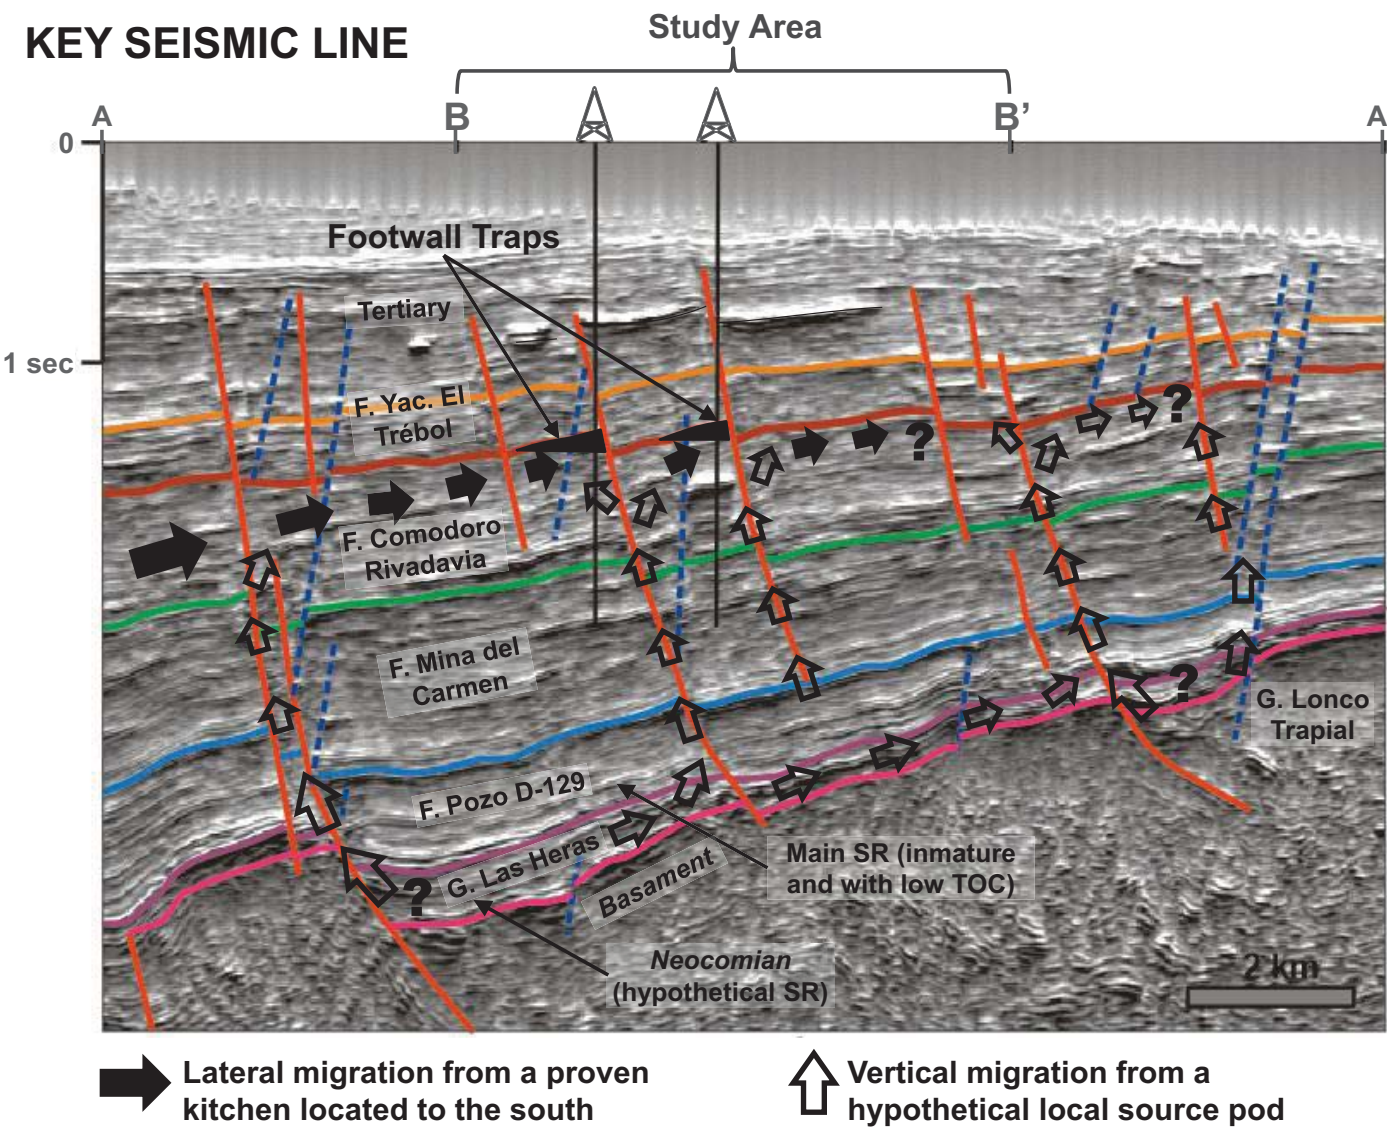 KEY SEISMIC LINE
Study Area
A
B
B’
A
0
1 sec
Footwall Traps
Tertiary
F. Yac. El
Trébol
?
?
F. Comodoro
Rivadavia
F. Mina del
Carmen
?
G. Lonco
Trapial
F. Pozo D-129
G. Las Heras
?
Basament
Main SR (inmature
and with low TOC)
Neocomian
(hypothetical SR)
2 km
Lateral migration from a proven
kitchen located to the south
Vertical migration from a
hypothetical local source pod